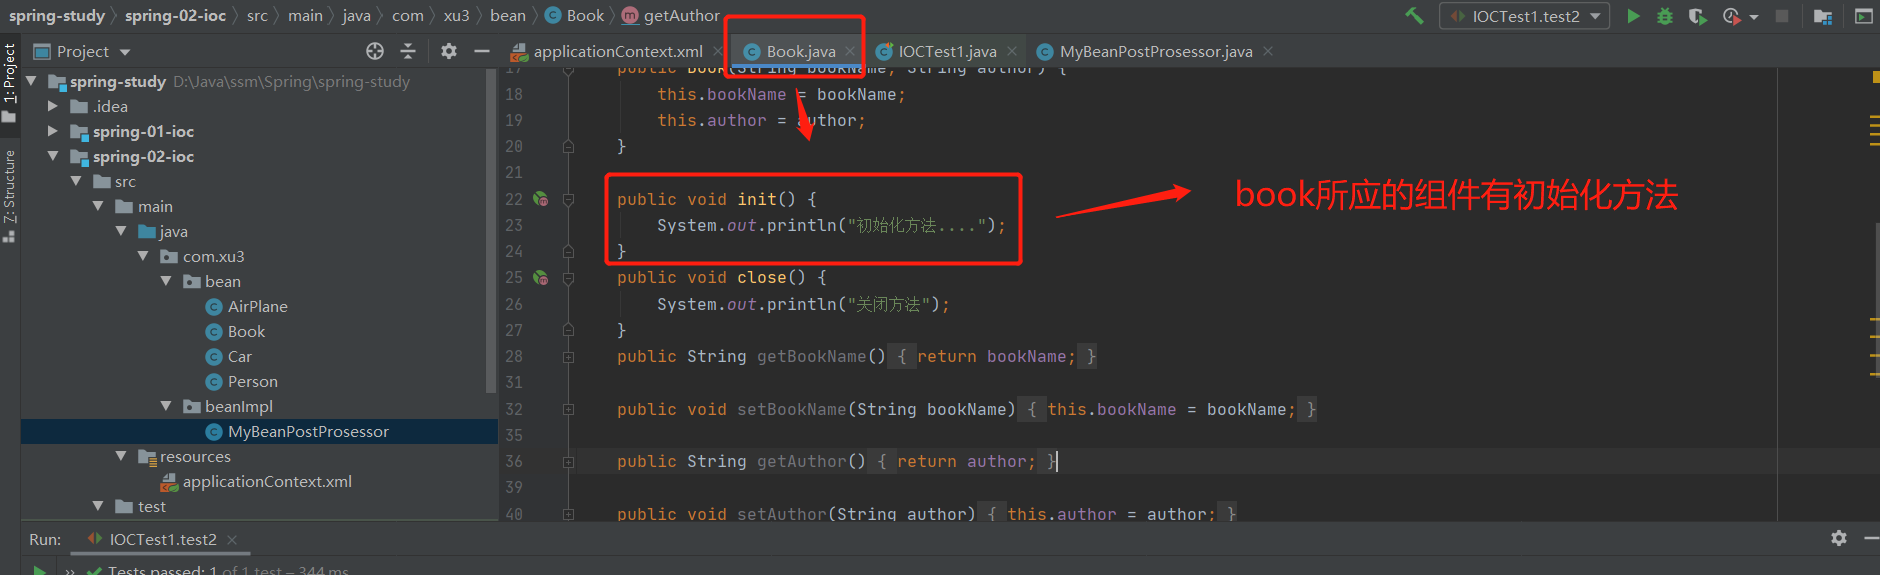 spring-study spring-02-ioc src main java com xu3 bean Book getAuthor IOCTest1.test2
1: Project
Z: Structure
Project
applicationContext.xml Book.java IOCTest1.java MyBeanPostProsessor.java
spring-study D:\Java\ssm\Spring\spring-study
.idea
spring-01-ioc
spring-02-ioc
src
main
java
com.xu3
bean
AirPlane
Book
Car
Person
beanImpl
MyBeanPostProsessor
resources
applicationContext.xml
test
17 public Book(String bookName, String author) {
18 this.bookName = bookName;
19 this.author = author;
20 }
21
22 public void init() {
23 System.out.println("初始化方法....");
24 }
25 public void close() {
26 System.out.println("关闭方法");
27 }
28 public String getBookName() { return bookName; }
31
32 public void setBookName(String bookName) { this.bookName = bookName; }
35
36 public String getAuthor() { return author; }
39
40 public void setAuthor(String author) { this.author = author; }
book所应的组件有初始化方法
Run: IOCTest1.test2
Tests passed: 1 of 1 test – 344 ms